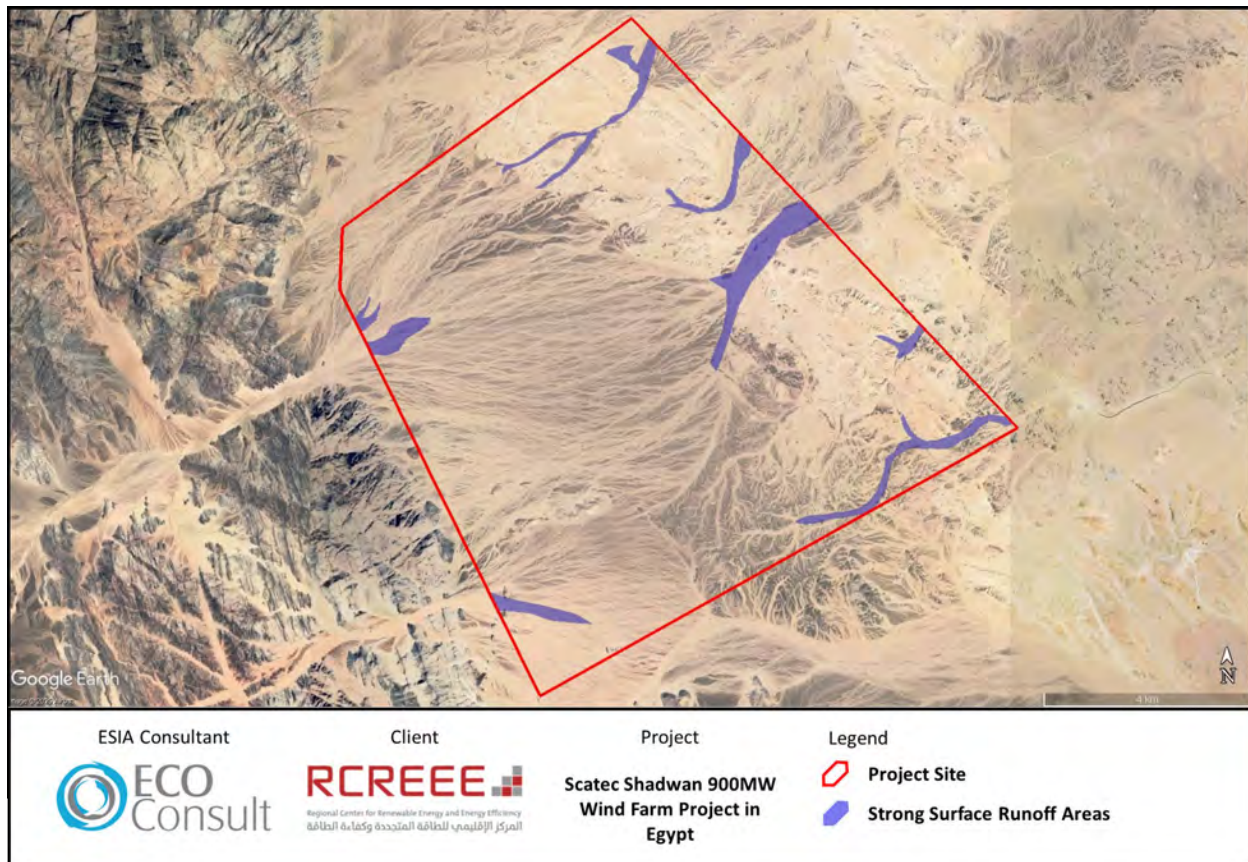 Google Earth
4 km
N
ESIA Consultant
ECO
Consult
Client
RCREEE
Regional Center for Renewable Energy and Energy Efficiency
المركز الإقليمي للطاقة المتجددة وكفاءة الطاقة
Project
Scatec Shadwan 900MW
Wind Farm Project in
Egypt
Legend
Project Site
Strong Surface Runoff Areas